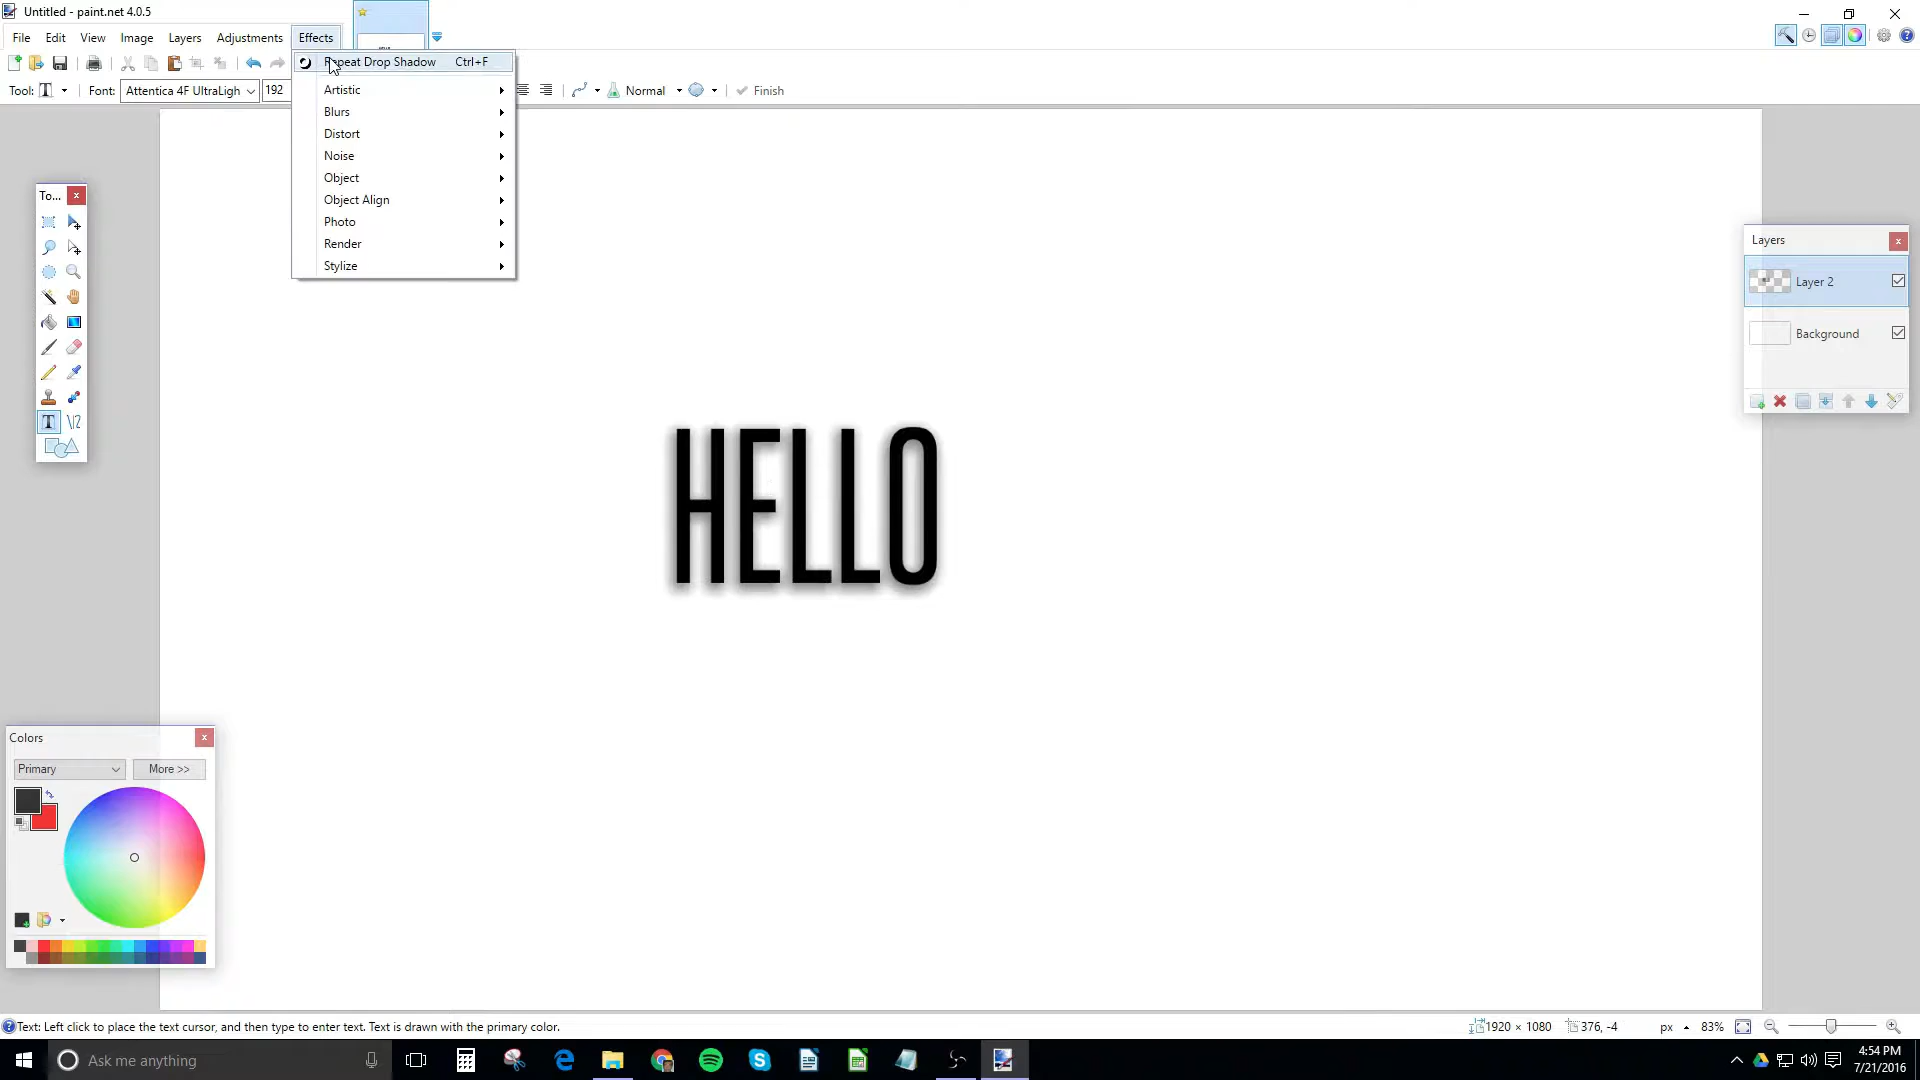 Untitled - paint.net 4.0.5
File Edit View Image Layers Adjustments Effects
Repeat Drop Shadow Ctrl+F
Tool: T Font: Attentica 4F UltraLigh 192 Normal Finish
Artistic
Blurs
Distort
Noise
Object
Object Align
Photo
Render
Stylize
To...
Layers
Layer 2
Background
HELLO
Colors
Primary More >>
Text: Left click to place the text cursor, and then type to enter text. Text is drawn with the primary color.
1920 × 1080 376, -4 px 83%
Ask me anything
4:54 PM
7/21/2016